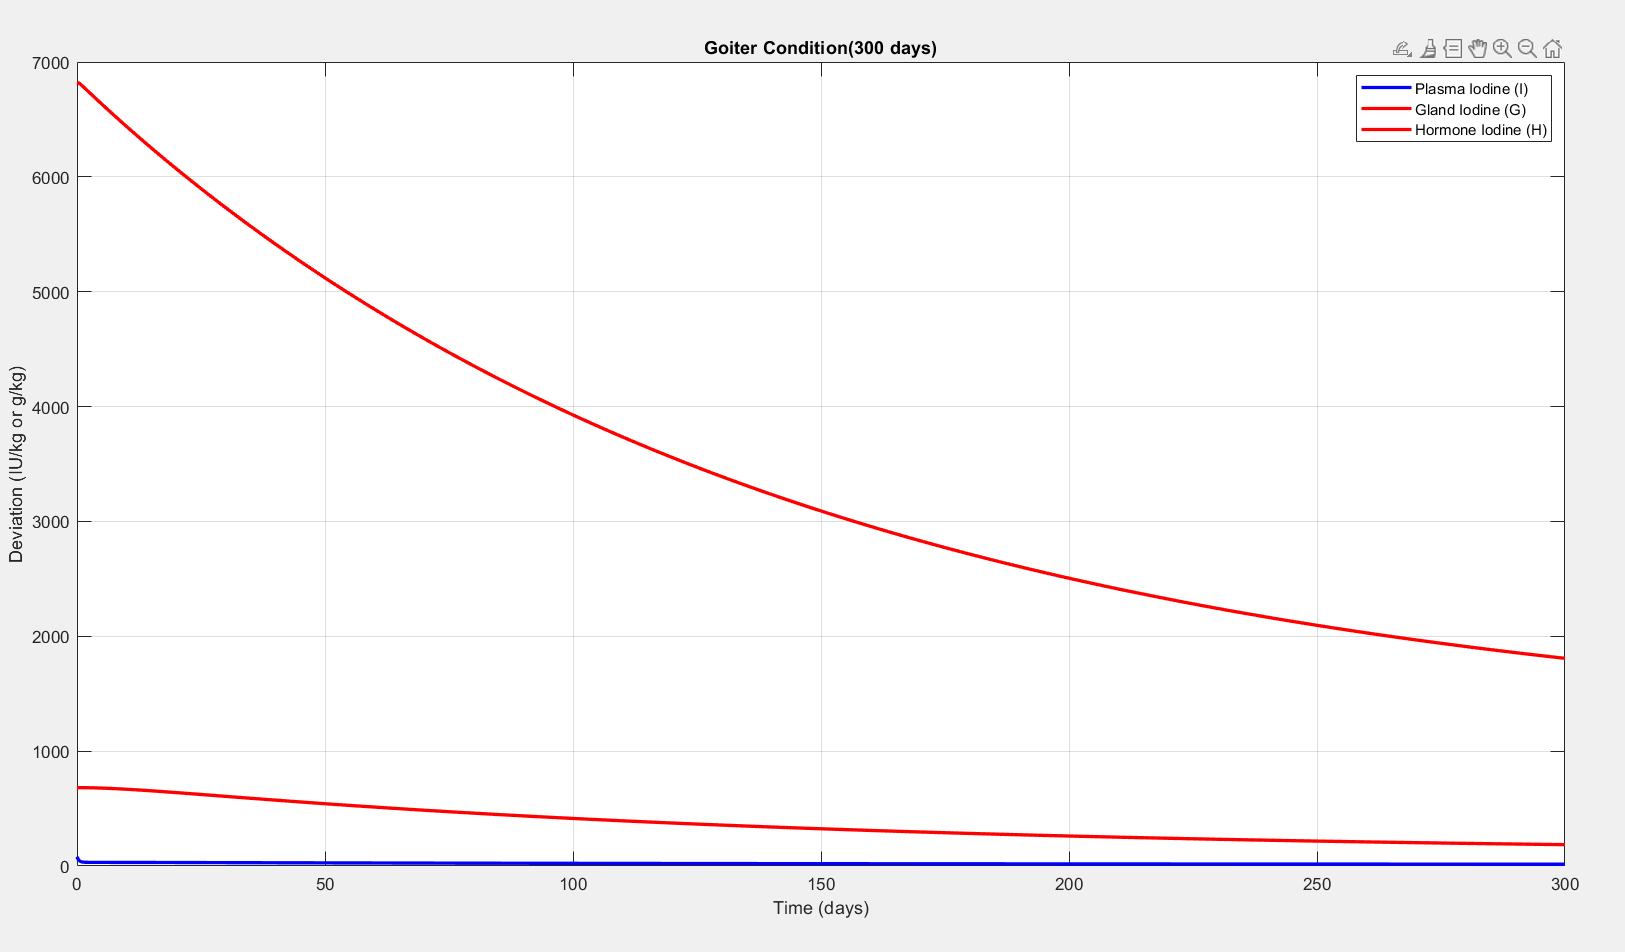 Goiter Condition(300 days)
Plasma Iodine (I)
Gland Iodine (G)
Hormone Iodine (H)
7000
6000
5000
4000
3000
2000
1000
0
Deviation (IU/kg or g/kg)
0 50 100 150 200 250 300
Time (days)